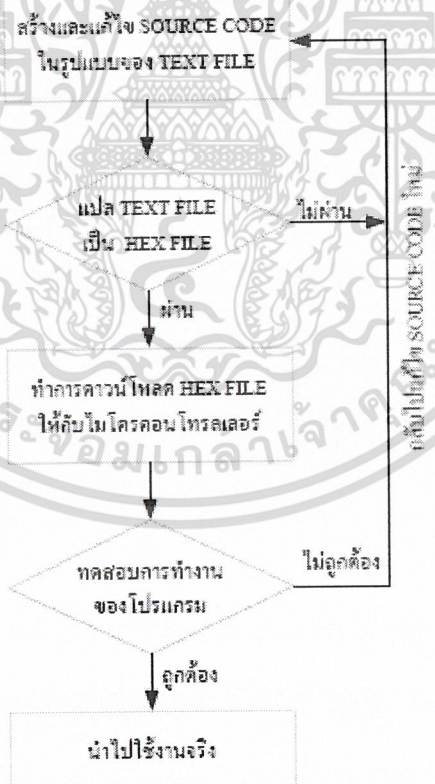 สร้างและแก้ไข SOURCE CODE
ในรูปแบบของ TEXT FILE
แปล TEXT FILE
เป็น HEX FILE
ไม่ผ่าน
ผ่าน
กลับไปแก้ไข SOURCE CODE ใหม่
ทำการดาวน์โหลด HEX FILE
ให้กับไมโครคอนโทรลเลอร์
ทดสอบการทำงาน
ของโปรแกรม
ไม่ถูกต้อง
ถูกต้อง
นำไปใช้งานจริง